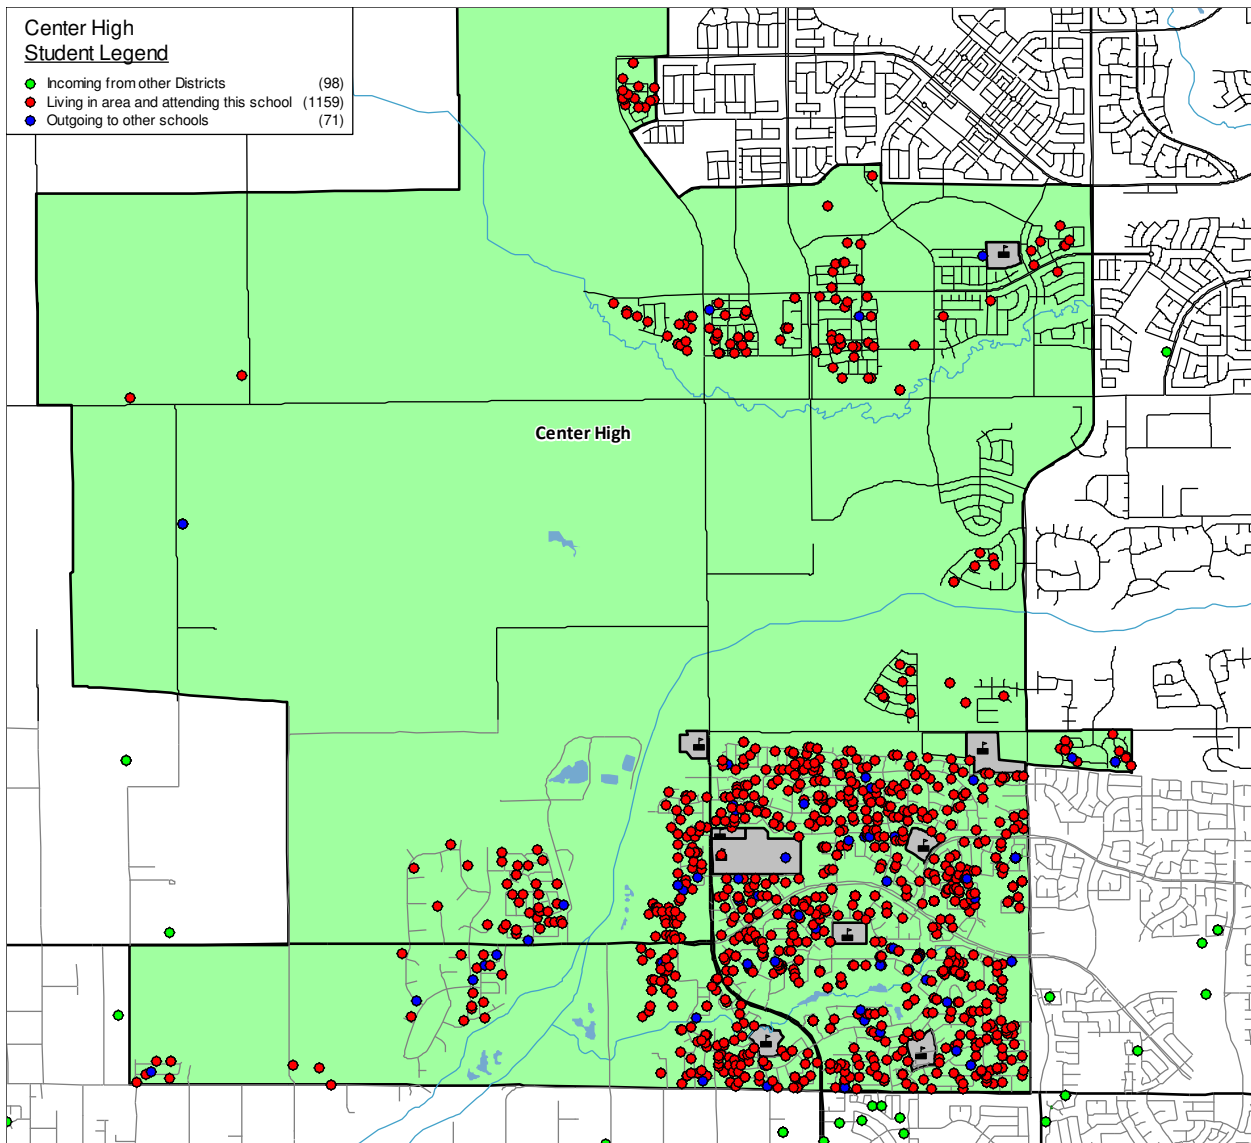 Center High
Student Legend
Incoming from other Districts (98)
Living in area and attending this school (1159)
Outgoing to other schools (71)
Center High